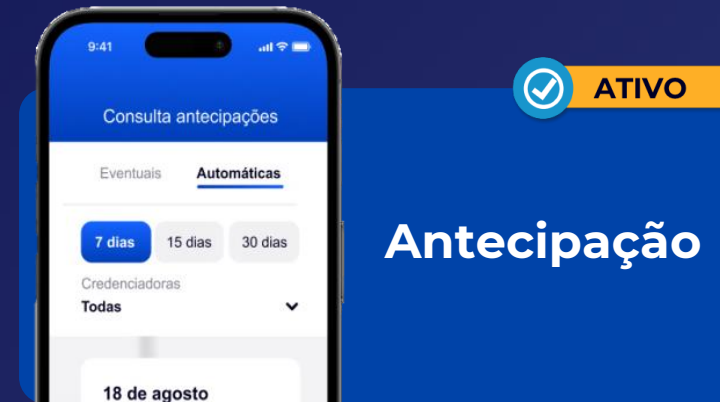 9:41
Consulta antecipações
Eventuais Automáticas
7 dias 15 dias 30 dias
Credenciadoras
Todas
18 de agosto
ATIVO
Antecipação